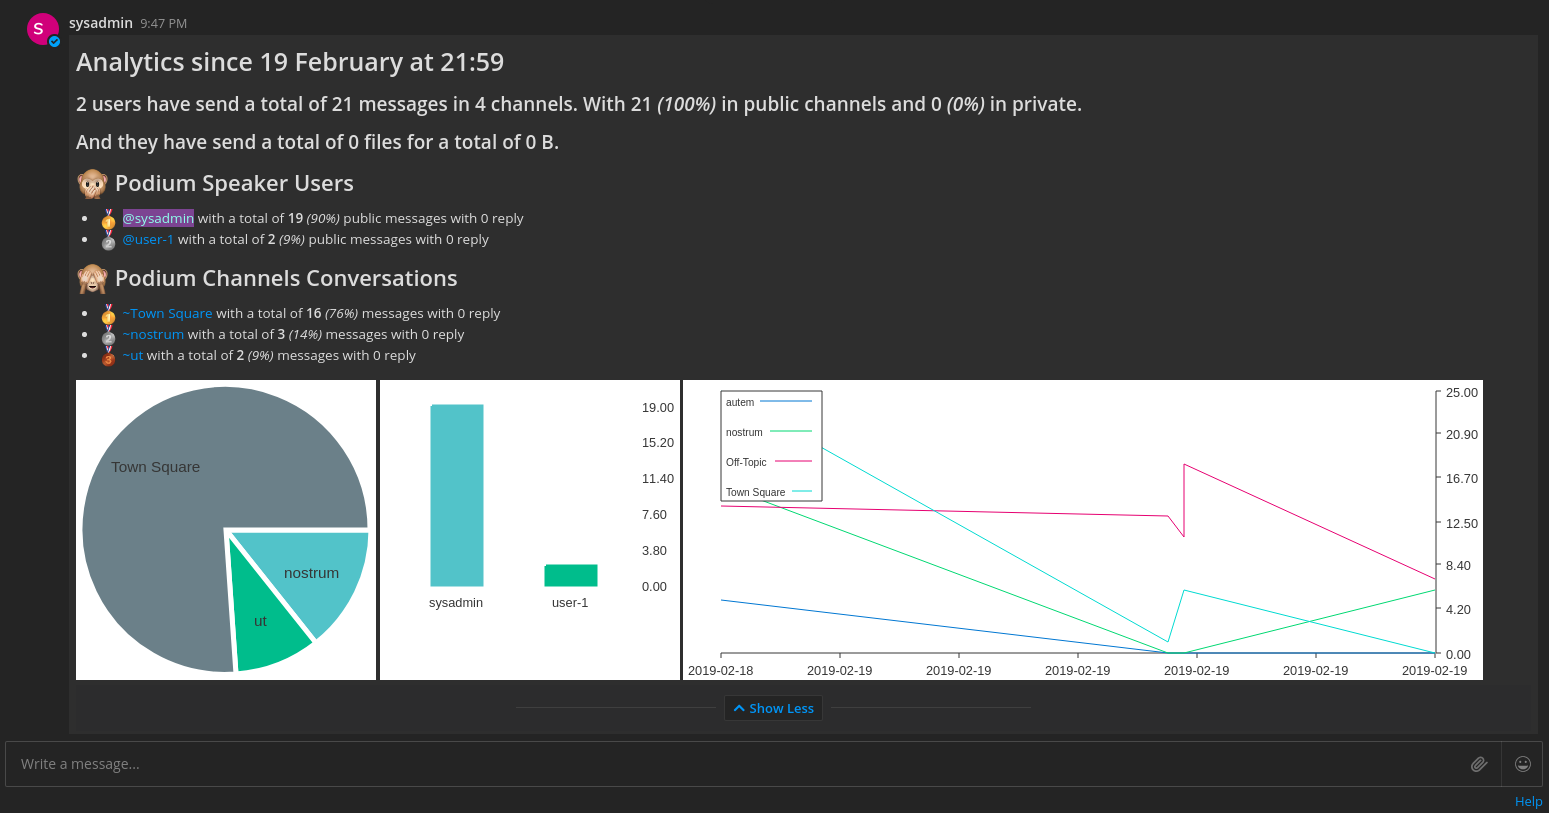 S
sysadmin 9:47 PM
Analytics since 19 February at 21:59
2 users have send a total of 21 messages in 4 channels. With 21 (100%) in public channels and 0 (0%) in private.
And they have send a total of 0 files for a total of 0 B.
Podium Speaker Users
@sysadmin with a total of 19 (90%) public messages with 0 reply
@user-1 with a total of 2 (9%) public messages with 0 reply
Podium Channels Conversations
~Town Square with a total of 16 (76%) messages with 0 reply
~nostrum with a total of 3 (14%) messages with 0 reply
~ut with a total of 2 (9%) messages with 0 reply
Town Square
nostrum
ut
19.00
15.20
11.40
7.60
3.80
0.00
sysadmin user-1
autem
nostrum
Off-Topic
Town Square
25.00
20.90
16.70
12.50
8.40
4.20
0.00
2019-02-18 2019-02-19 2019-02-19 2019-02-19 2019-02-19 2019-02-19 2019-02-19
Show Less
Write a message...
Help